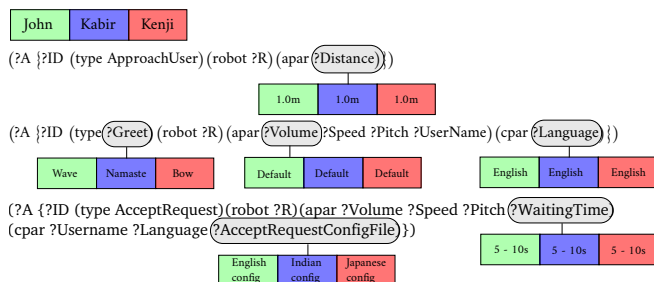 John Kabir Kenji
(?A {?ID (type ApproachUser)(robot ?R)(apar ?Distance)})
1.0m 1.0m 1.0m
(?A {?ID (type ?Greet) (robot ?R)(apar ?Volume ?Speed ?Pitch ?UserName)(cpar ?Language)})
Wave Namaste Bow Default Default Default English English English
(?A {?ID (type AcceptRequest)(robot ?R)(apar ?Volume ?Speed ?Pitch ?WaitingTime)
(cpar ?Username ?Language ?AcceptRequestConfigFile)})
5 - 10s 5 - 10s 5 - 10s
English Indian Japanese
config config config